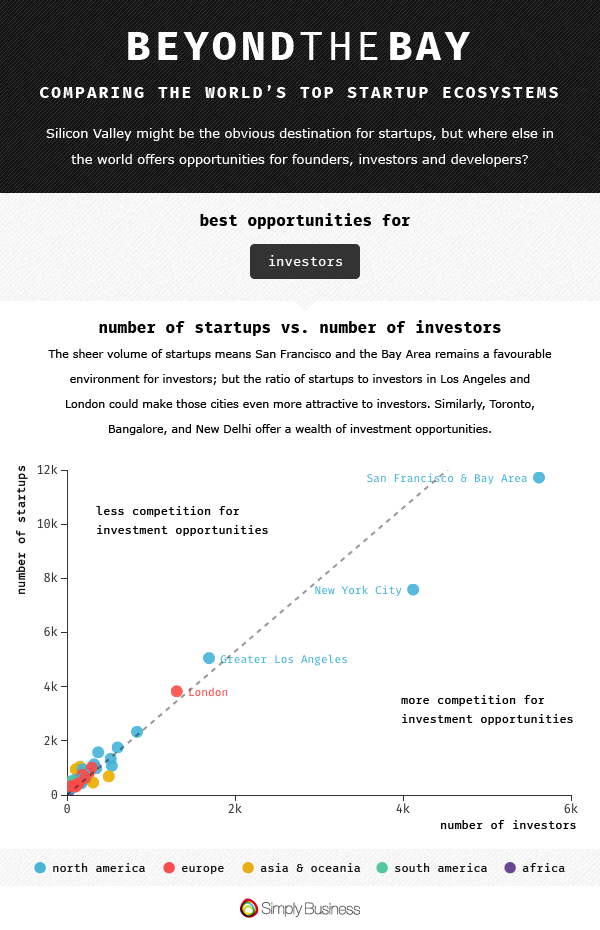 BEYONDTHEBAY
COMPARING THE WORLD'S TOP STARTUP ECOSYSTEMS
Silicon Valley might be the obvious destination for startups, but where else in
the world offers opportunities for founders, investors and developers?
best opportunities for
investors
number of startups vs. number of investors
The sheer volume of startups means San Francisco and the Bay Area remains a favourable
environment for investors; but the ratio of startups to investors in Los Angeles and
London could make those cities even more attractive to investors. Similarly, Toronto,
Bangalore, and New Delhi offer a wealth of investment opportunities.
number of startups
12k
San Francisco & Bay Area
less competition for
investment opportunities
10k
8k
New York City
6k
Greater Los Angeles
4k
London
more competition for
investment opportunities
2k
0
0
2k
4k
6k
number of investors
north america
europe
asia & oceania
south america
africa
Simply Business